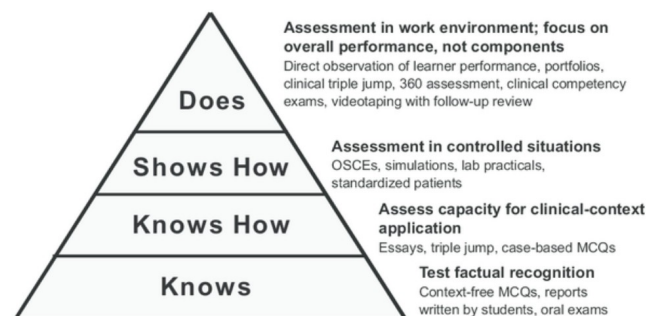 Assessment in work environment; focus on
overall performance, not components
Direct observation of learner performance, portfolios,
clinical triple jump, 360 assessment, clinical competency
exams, videotaping with follow-up review
Does
Assessment in controlled situations
OSCEs, simulations, lab practicals,
standardized patients
Shows How
Assess capacity for clinical-context
application
Essays, triple jump, case-based MCQs
Knows How
Test factual recognition
Context-free MCQs, reports
written by students, oral exams
Knows